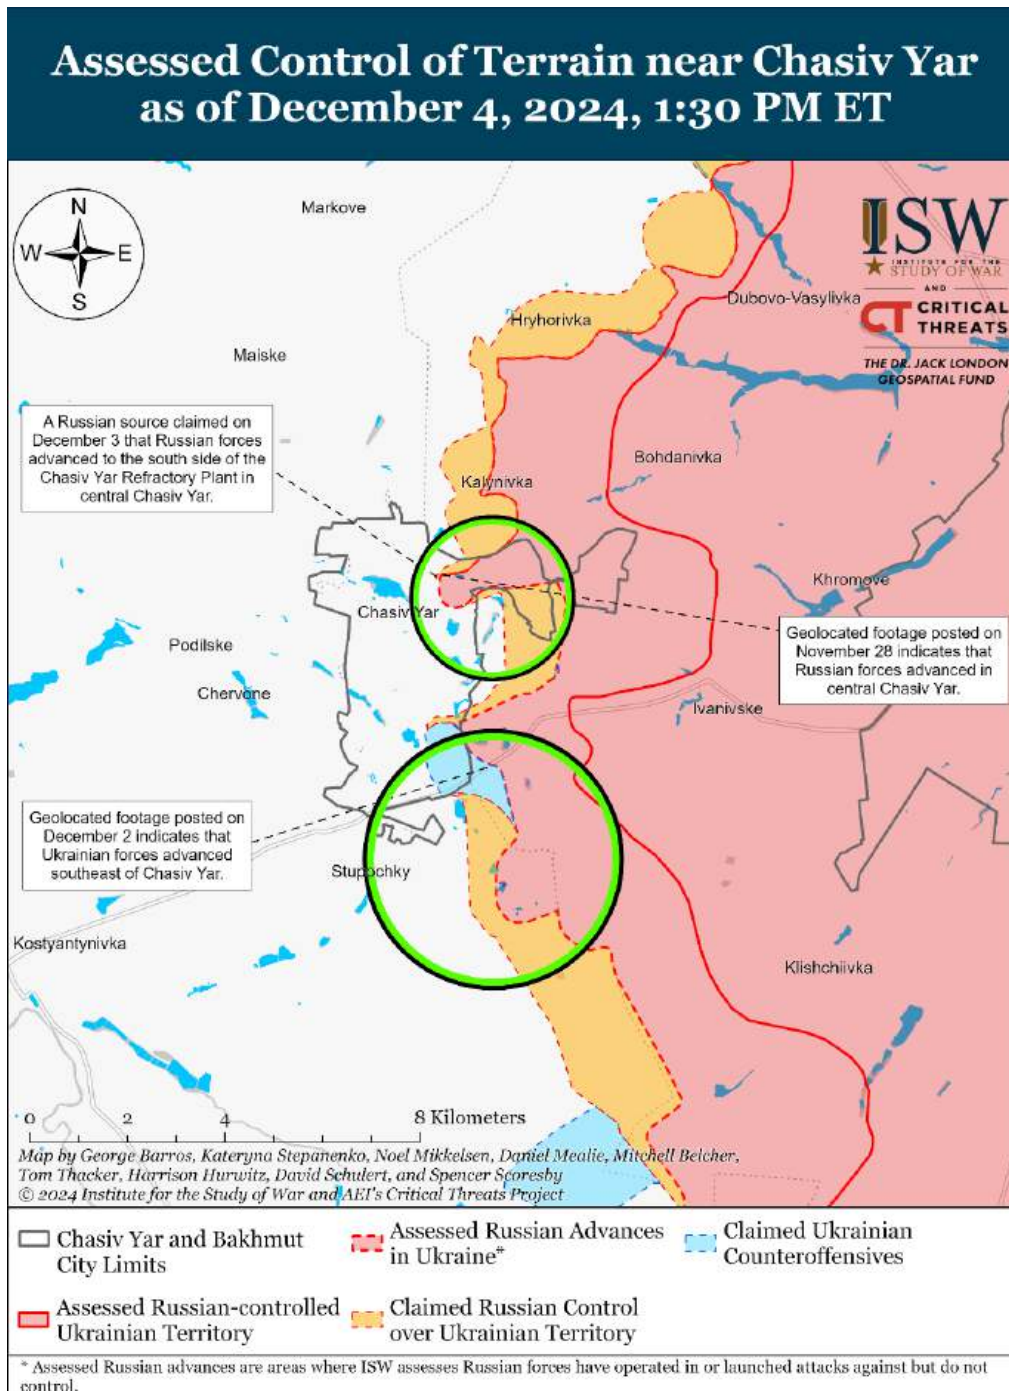 Assessed Control of Terrain near Chasiv Yar
as of December 4, 2024, 1:30 PM ET
N
W
E
S
Markove
ISW
INSTITUTE FOR THE
STUDY OF WAR
AND
CT CRITICAL
THREATS
THE DR. JACK LONDON
GEOSPATIAL FUND
Dubovo-Vasylivka
Hryhorivka
Maiske
A Russian source claimed on
December 3 that Russian forces
advanced to the south side of the
Chasiv Yar Refractory Plant in
central Chasiv Yar.
Bohdanivka
Kalynivka
Khromove
Chasiv Yar
Podilske
Geolocated footage posted on
November 28 indicates that
Russian forces advanced in
central Chasiv Yar.
Chervone
Ivanivske
Geolocated footage posted on
December 2 indicates that
Ukrainian forces advanced
southeast of Chasiv Yar.
Stupochky
Kostyantynivka
Klishchiivka
0 2 4 8 Kilometers
Map by George Barros, Kateryna Stepanenko, Noel Mikkelsen, Daniel Mealie, Mitchell Belcher,
Tom Thacker, Harrison Hurwitz, David Schulert, and Spencer Scoresby
© 2024 Institute for the Study of War and AEI's Critical Threats Project
Chasiv Yar and Bakhmut
City Limits
Assessed Russian Advances
in Ukraine*
Claimed Ukrainian
Counteroffensives
Assessed Russian-controlled
Ukrainian Territory
Claimed Russian Control
over Ukrainian Territory
* Assessed Russian advances are areas where ISW assesses Russian forces have operated in or launched attacks against but do not
control.